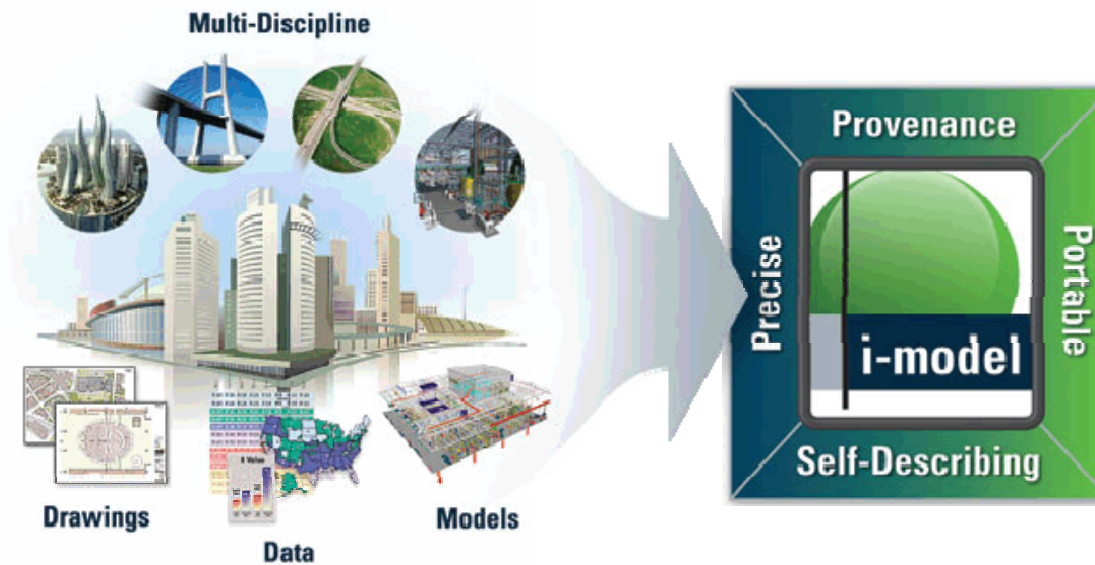 Multi-Discipline
Drawings
Data
Models
Provenance
Precise
Portable
i-model
Self-Describing